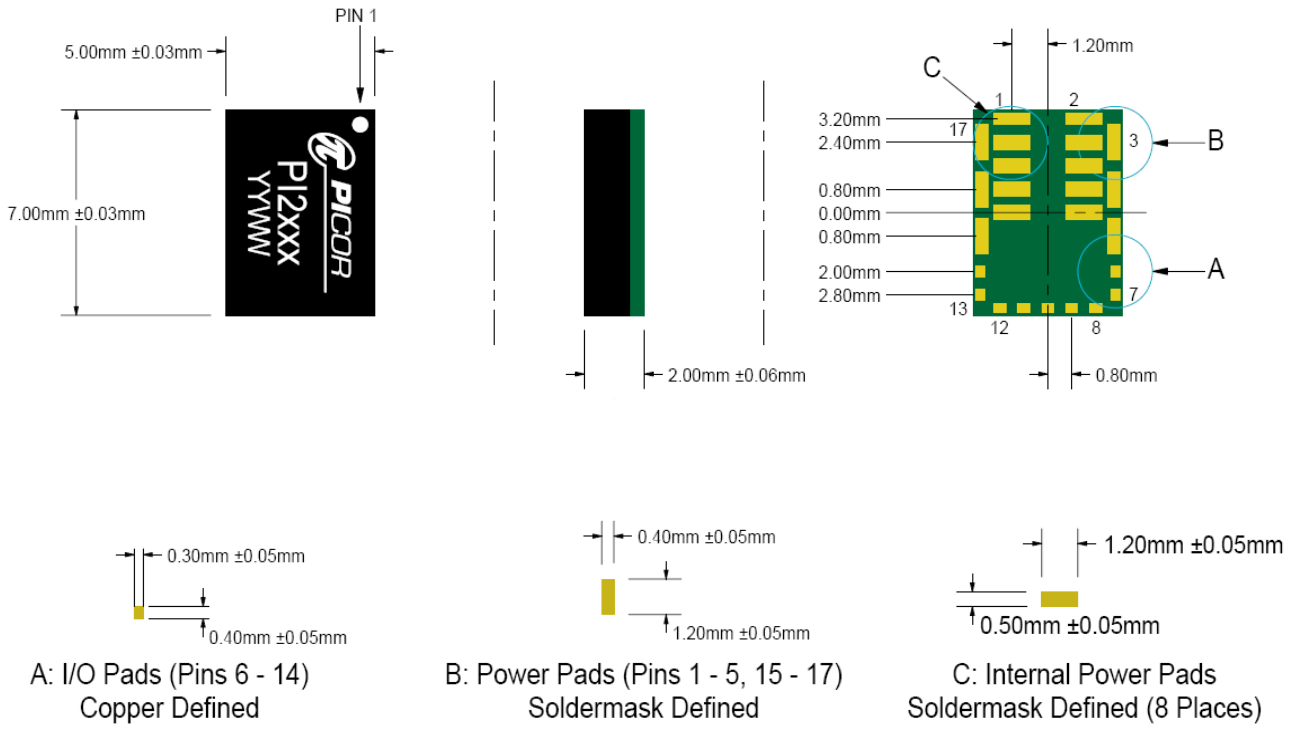 PIN 1
5.00mm ±0.03mm
7.00mm ±0.03mm
PICOR
PI2xxx
YYWW
2.00mm ±0.06mm
1.20mm
C
1
2
3.20mm
17
2.40mm
3
B
0.80mm
0.00mm
0.80mm
2.00mm
A
2.80mm
7
13
12
8
0.80mm
0.30mm ±0.05mm
0.40mm ±0.05mm
A: I/O Pads (Pins 6 - 14)
Copper Defined
0.40mm ±0.05mm
1.20mm ±0.05mm
B: Power Pads (Pins 1 - 5, 15 - 17)
Soldermask Defined
1.20mm ±0.05mm
0.50mm ±0.05mm
C: Internal Power Pads
Soldermask Defined (8 Places)